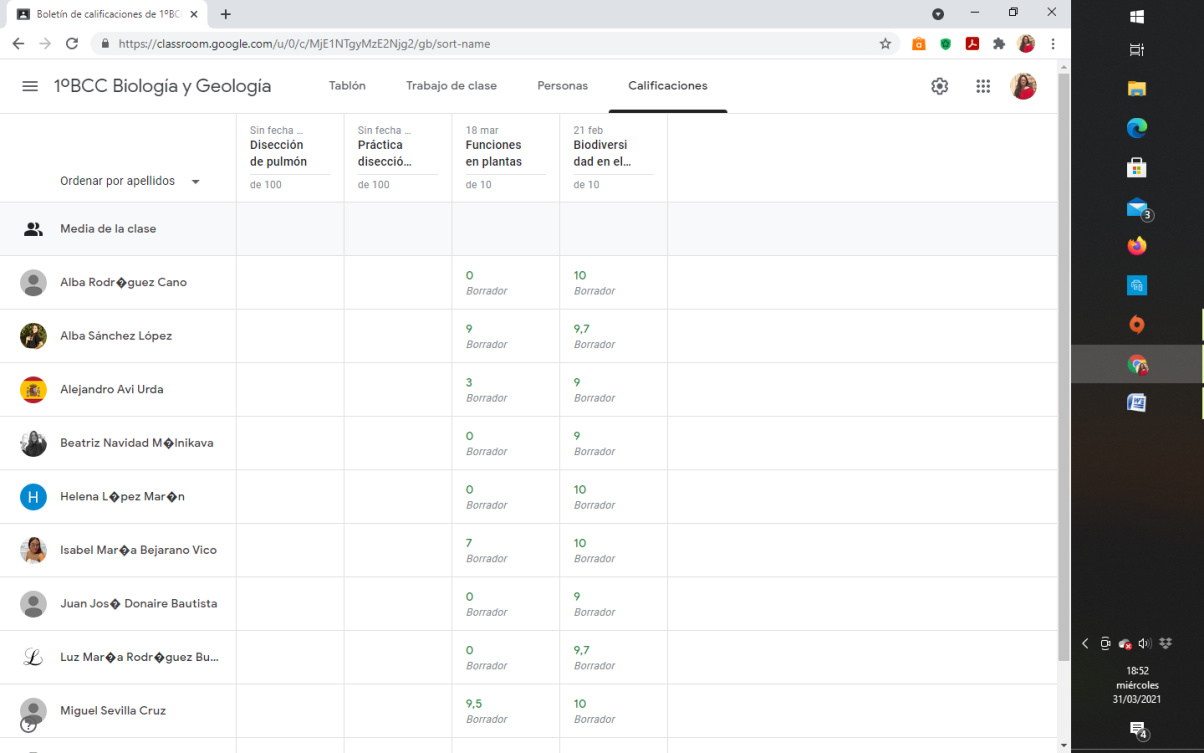 Boletín de calificaciones de 1ºBC
https://classroom.google.com/u/0/c/MjE1NTgyMzE2Njg2/gb/sort-name
1ºBCC Biología y Geología
Tablón
Trabajo de clase
Personas
Calificaciones
Ordenar por apellidos
Sin fecha ...
Disección
de pulmón
de 100
Sin fecha ...
Práctica
disecció...
de 100
18 mar
Funciones
en plantas
de 10
21 feb
Biodiversi
dad en el...
de 10
Media de la clase
Alba Rodr�guez Cano
0
Borrador
10
Borrador
Alba Sánchez López
9
Borrador
9,7
Borrador
Alejandro Avi Urda
3
Borrador
9
Borrador
Beatriz Navidad M�lnikava
0
Borrador
9
Borrador
H
Helena L�pez Mar�n
0
Borrador
10
Borrador
Isabel Mar�a Bejarano Vico
7
Borrador
10
Borrador
Juan Jos� Donaire Bautista
0
Borrador
9
Borrador
L
Luz Mar�a Rodr�guez Bu...
0
Borrador
9,7
Borrador
Miguel Sevilla Cruz
9,5
Borrador
10
Borrador
?
3
18:52
miércoles
31/03/2021
4